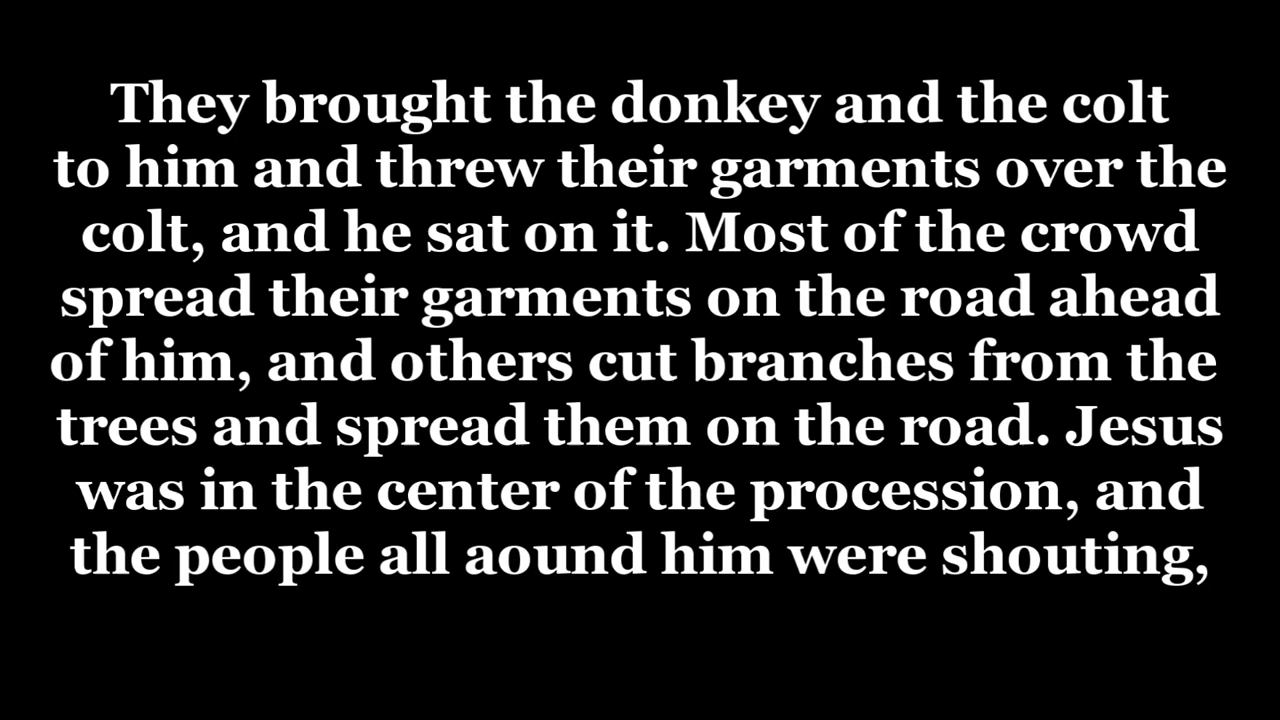 They brought the donkey and the colt
to him and threw their garments over the
colt, and he sat on it. Most of the crowd
spread their garments on the road ahead
of him, and others cut branches from the
trees and spread them on the road. Jesus
was in the center of the procession, and
the people all aound him were shouting,